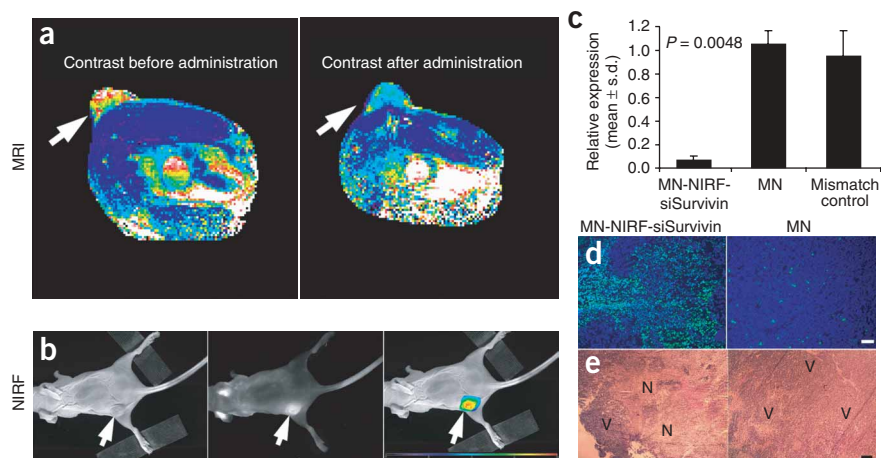 a
Contrast before administration
Contrast after administration
MRI
b
NIRF
c
Relative expression
(mean ± s.d.)
1.2
1.0
0.8
0.6
0.4
0.2
0.0
P = 0.0048
MN-NIRF-
siSurvivin
MN
Mismatch
control
MN-NIRF-siSurvivin
MN
d
e
N
V
N
V
V
V